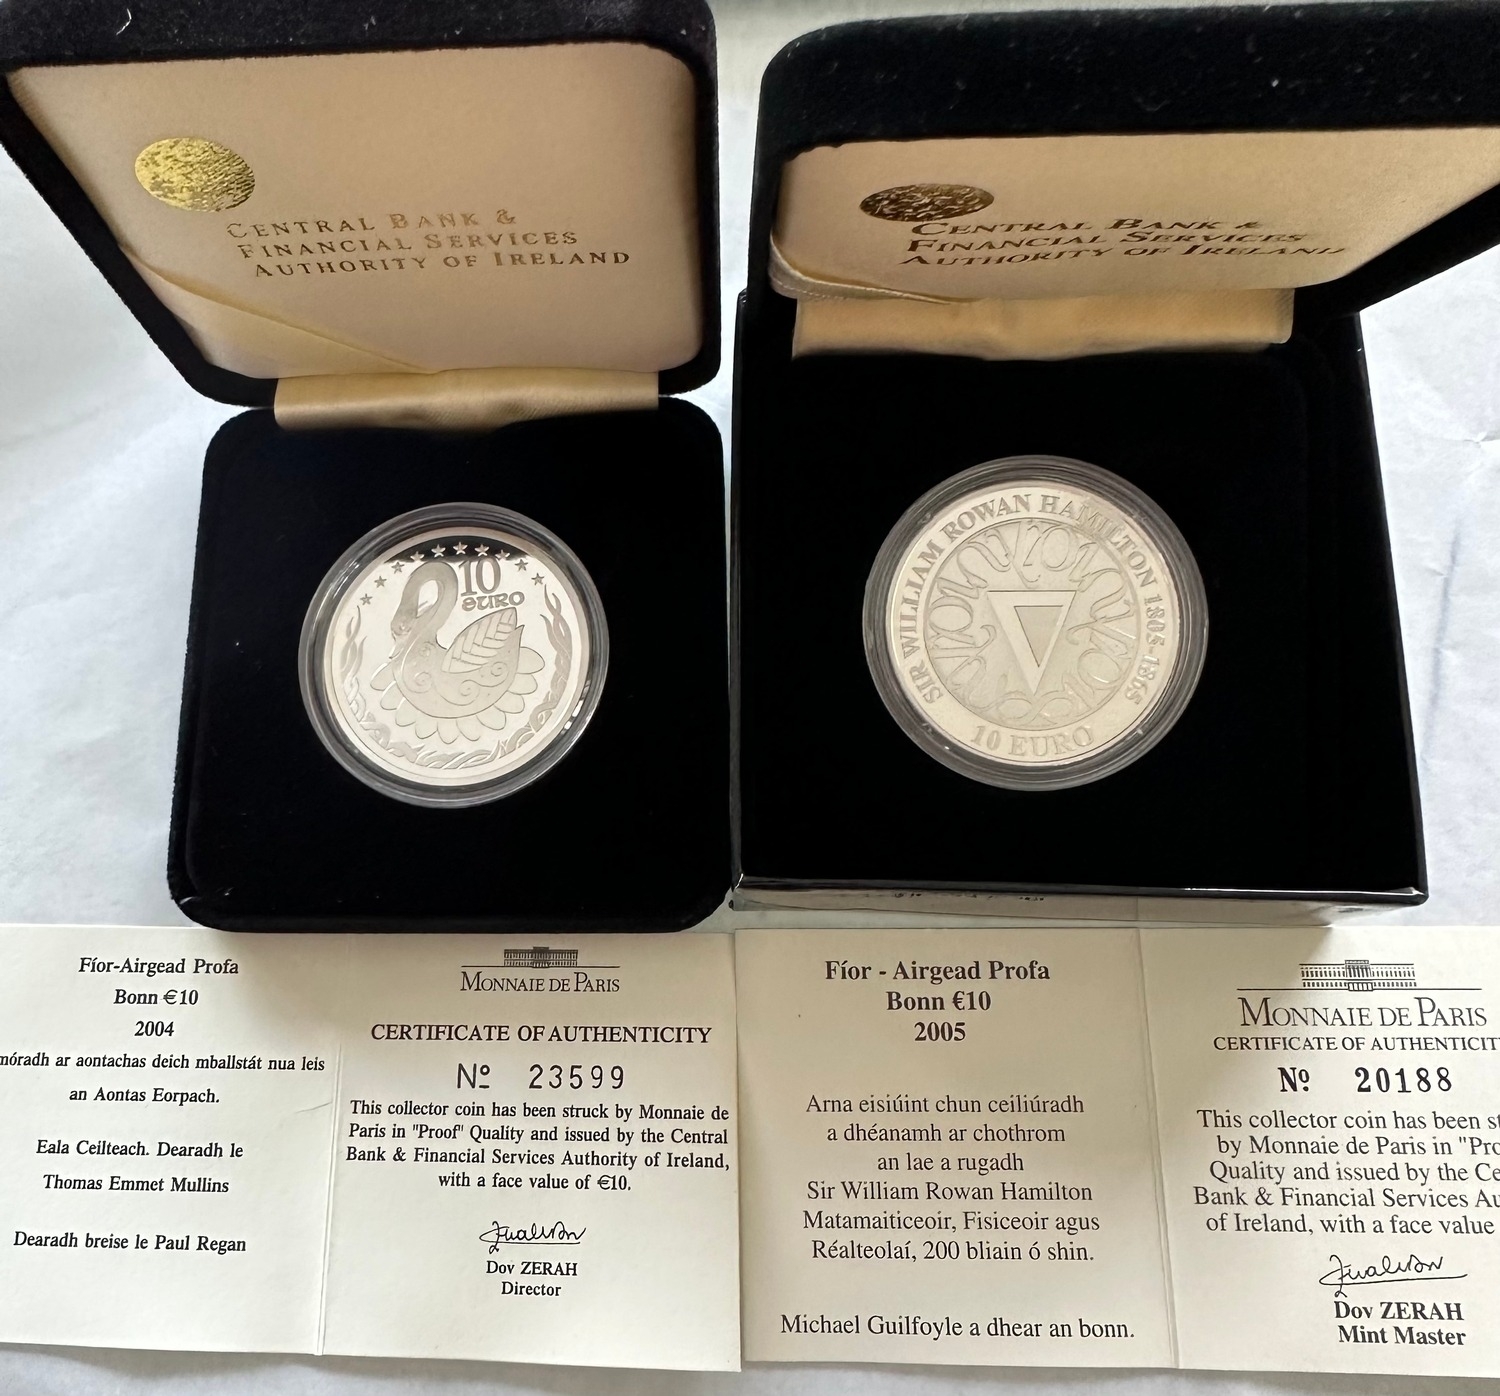 CENTRAL BANK &
FINANCIAL SERVICES
AUTHORITY OF IRELAND
CENTRAL BANK &
FINANCIAL SERVICES
AUTHORITY OF IRELAND
10
euro
SIR WILLIAM ROWAN HAMILTON 1805-1865
10 EURO
Fíor-Airgead Profa
Bonn €10
2004
ar aontachas deich mballstát nua leis
an Aontas Eorpach.
Eala Ceilteach. Dearadh le
Thomas Emmet Mullins
Dearadh breise le Paul Regan
MONNAIE DE PARIS
CERTIFICATE OF AUTHENTICITY
Nº 23599
This collector coin has been struck by Monnaie de
Paris in "Proof" Quality and issued by the Central
Bank & Financial Services Authority of Ireland,
with a face value of €10.
Dov ZERAH
Director
Fíor - Airgead Profa
Bonn €10
2005
Arna eisiúint chun ceiliúradh
a dhéanamh ar chothrom
an lae a rugadh
Sir William Rowan Hamilton
Matamaiticeoir, Fisiceoir agus
Réalteolaí, 200 bliain ó shin.
Michael Guilfoyle a dhear an bonn.
MONNAIE DE PARIS
CERTIFICATE OF AUTHENTICIT
Nº 20188
This collector coin has been st
by Monnaie de Paris in "Pro
Quality and issued by the Ce
Bank & Financial Services Au
of Ireland, with a face value
Dov ZERAH
Mint Master